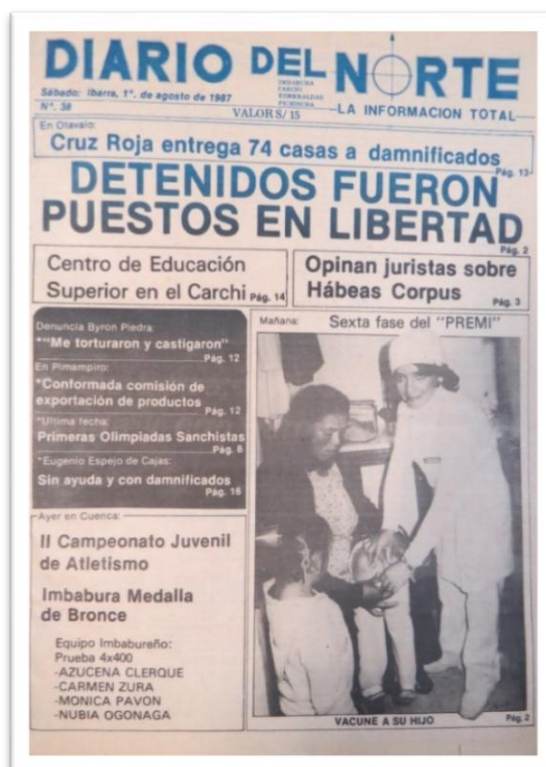 DIARIO DEL NORTE
IMBABURA
CARCHI
ESMERALDAS
PICHINCHA
Sábado: Ibarra, 1°. de agosto de 1987
N°. 38
VALOR S/ 15
LA INFORMACION TOTAL
En Otavalo:
Cruz Roja entrega 74 casas a damnificados
Pág. 13
DETENIDOS FUERON
PUESTOS EN LIBERTAD
Pág. 2
Centro de Educación
Superior en el Carchi Pág. 14
Opinan juristas sobre
Hábeas Corpus Pág. 3
Denuncia Byron Piedra:
*"Me torturaron y castigaron"
Pág. 12
En Pimampiro:
*Conformada comisión de
exportación de productos
Pág. 12
*Ultima fecha:
Primeras Olimpiadas Sanchistas
Pág. 8
*Eugenio Espejo de Cajas:
Sin ayuda y con damnificados
Pág. 16
Mañana: Sexta fase del "PREMI"
VACUNE A SU HIJO Pág. 2
Ayer en Cuenca:
II Campeonato Juvenil
de Atletismo
Imbabura Medalla
de Bronce
Equipo Imbabureño:
Prueba 4x400
-AZUCENA CLERQUE
-CARMEN ZURA
-MONICA PAVON
-NUBIA OGONAGA